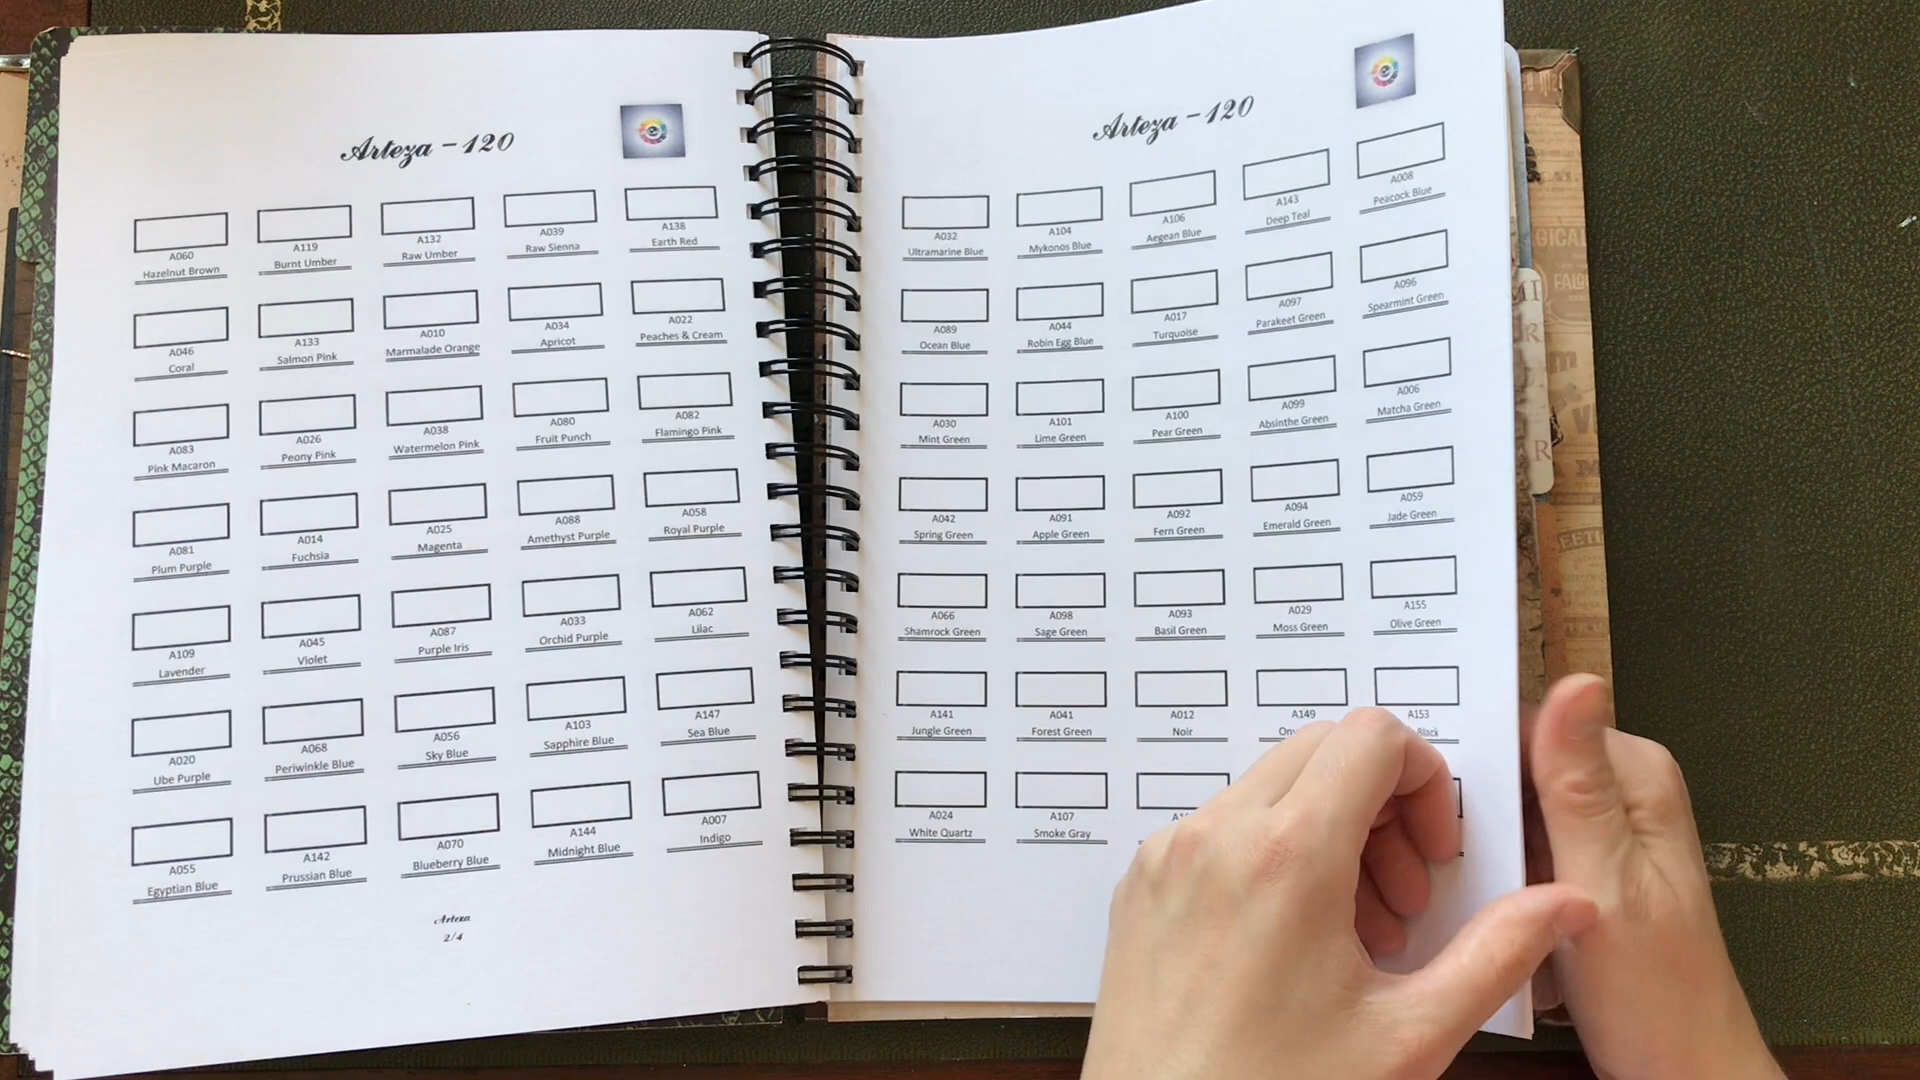 Arteza - 120
A060 A119 A132 A039 A138
Hazelnut Brown Burnt Umber Raw Umber Raw Sienna Earth Red
A046 A133 A010 A034 A022
Coral Salmon Pink Marmalade Orange Apricot Peaches & Cream
A083 A026 A038 A080 A082
Pink Macaron Peony Pink Watermelon Pink Fruit Punch Flamingo Pink
A081 A014 A025 A088 A058
Plum Purple Fuchsia Magenta Amethyst Purple Royal Purple
A109 A045 A087 A033 A062
Lavender Violet Purple Iris Orchid Purple Lilac
A020 A068 A056 A103 A147
Ube Purple Periwinkle Blue Sky Blue Sapphire Blue Sea Blue
A055 A142 A070 A144 A007
Egyptian Blue Prussian Blue Blueberry Blue Midnight Blue Indigo
Arteza
2/4
Arteza - 120
A032 A104 A106 A143 A008
Ultramarine Blue Mykonos Blue Aegean Blue Deep Teal Peacock Blue
A089 A044 A017 A097 A096
Ocean Blue Robin Egg Blue Turquoise Parakeet Green Spearmint Green
A030 A101 A100 A099 A006
Mint Green Lime Green Pear Green Absinthe Green Matcha Green
A042 A091 A092 A094 A059
Spring Green Apple Green Fern Green Emerald Green Jade Green
A066 A098 A093 A029 A155
Shamrock Green Sage Green Basil Green Moss Green Olive Green
A141 A041 A012 A149 A153
Jungle Green Forest Green Noir Black
A024 A107
White Quartz Smoke Gray